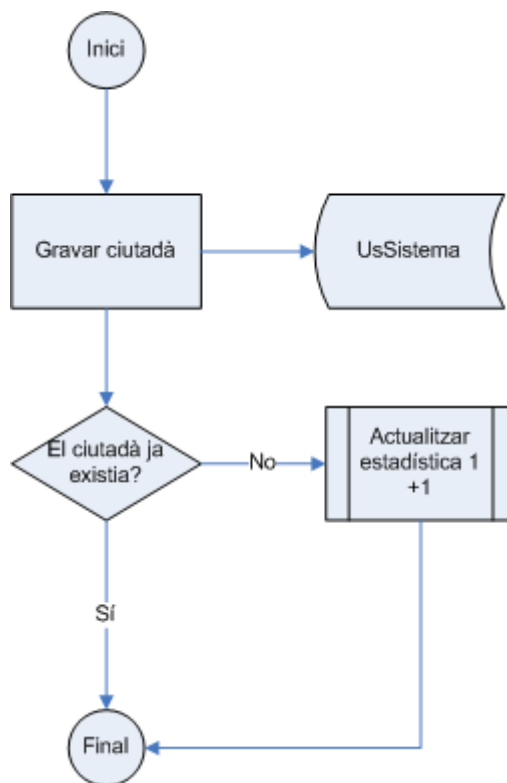 Inici
Gravar ciutadà
UsSistema
El ciutadà ja
existia?
No
Actualitzar
estadística 1
+1
Sí
Final